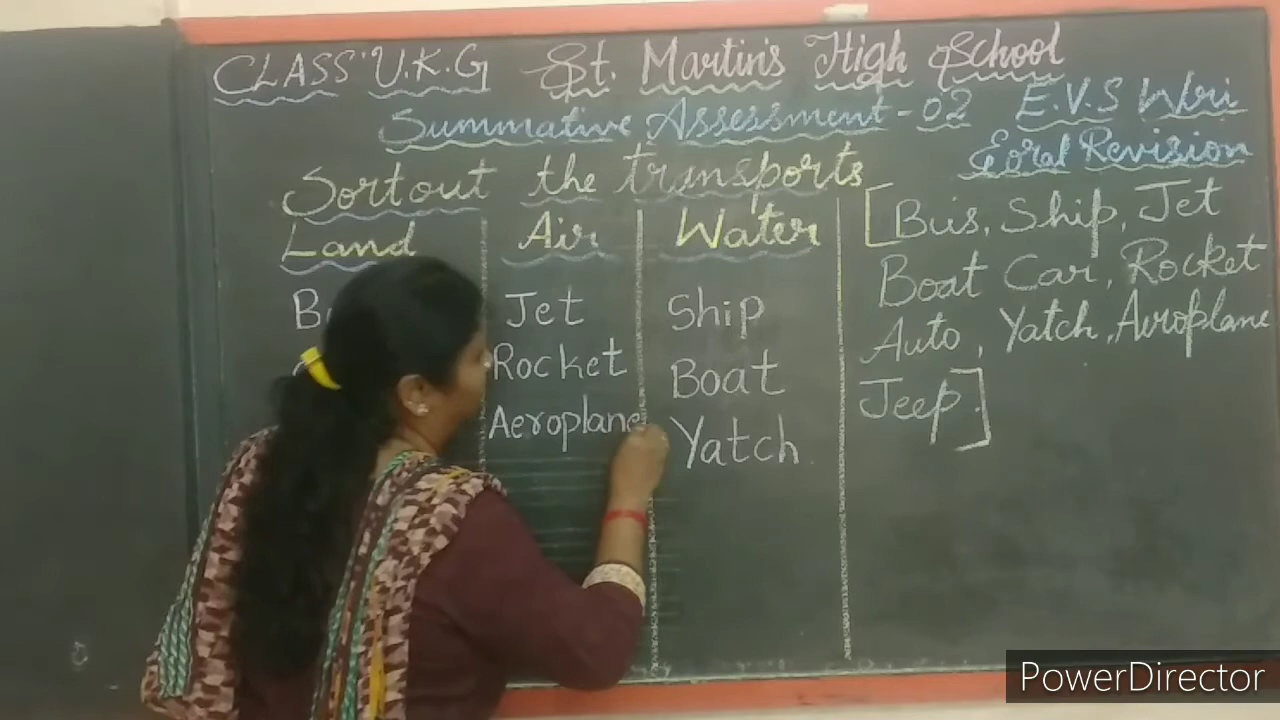 CLASS U.K.G St. Martin's High School
Summative Assessment - 02 E.V.S Wri
Revision
Sortout the transports
Land Air Water
[Bus, Ship, Jet
Boat Car, Rocket
Auto, Yatch, Aeroplane
Jeep.]
Jet Ship
Rocket Boat
Aeroplane Yatch
PowerDirector